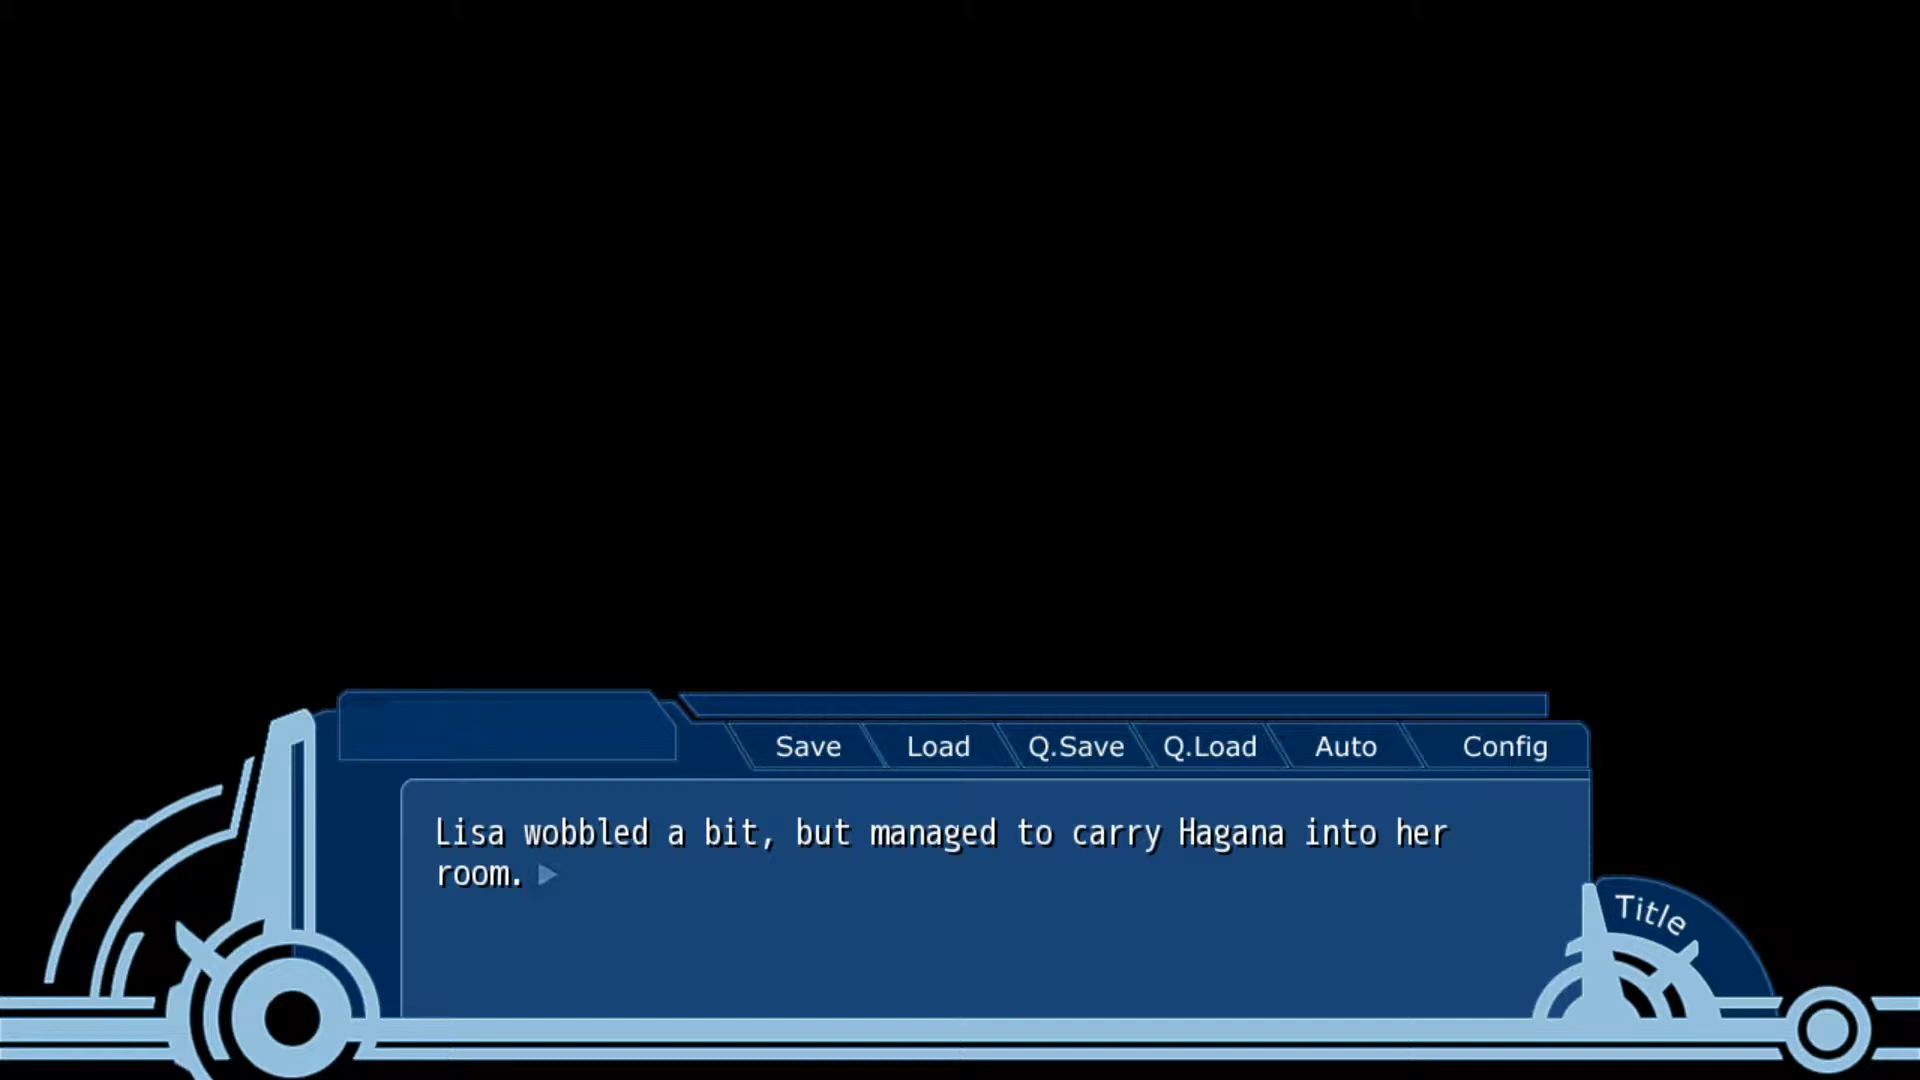 Save Load Q.Save Q.Load Auto Config
Lisa wobbled a bit, but managed to carry Hagana into her
room.
Title